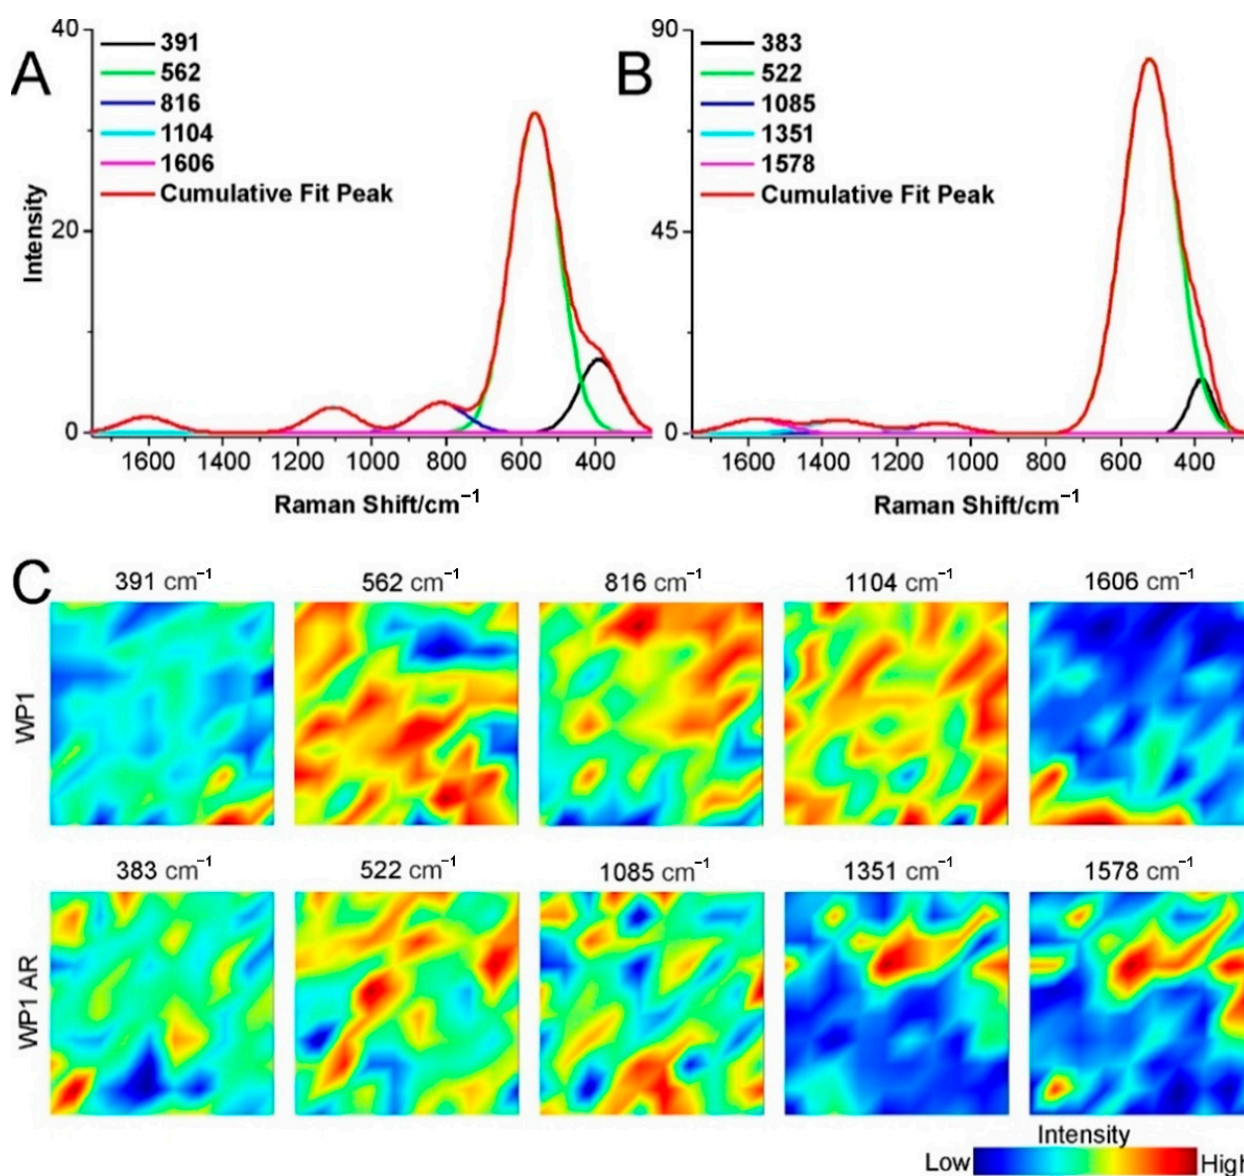 A
40
20
0
Intensity
391
562
816
1104
1606
Cumulative Fit Peak
1600 1400 1200 1000 800 600 400
Raman Shift/cm⁻¹
B
90
45
0
383
522
1085
1351
1578
Cumulative Fit Peak
1600 1400 1200 1000 800 600 400
Raman Shift/cm⁻¹
C
391 cm⁻¹ 562 cm⁻¹ 816 cm⁻¹ 1104 cm⁻¹ 1606 cm⁻¹
WP1
383 cm⁻¹ 522 cm⁻¹ 1085 cm⁻¹ 1351 cm⁻¹ 1578 cm⁻¹
WP1 AR
Intensity
Low High